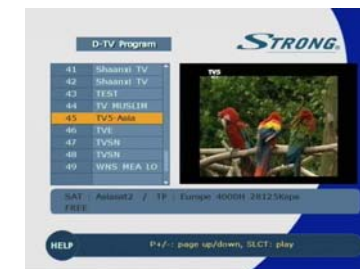 D-TV Program
STRONG.
41 Shaanxi TV
42 Shaanxi TV
43 TEST
44 TV MUSLIM
45 TV5-Asia
46 TVE
47 TVSN
48 TVSN
49 WNS MEA LO
TV5
SAT : Asiasat2 / TP : Europe 4000H 28125Ksps
FREE
HELP
P+/-: page up/down, SLCT: play